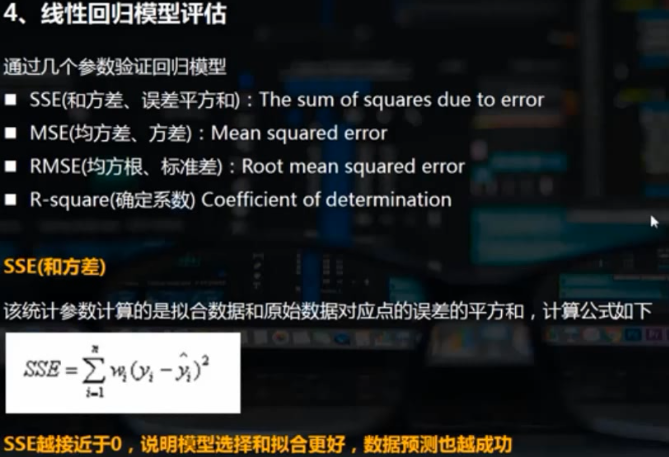 4、线性回归模型评估
通过几个参数验证回归模型
■ SSE(和方差、误差平方和)：The sum of squares due to error
■ MSE(均方差、方差)：Mean squared error
■ RMSE(均方根、标准差)：Root mean squared error
■ R-square(确定系数) Coefficient of determination
SSE(和方差)
该统计参数计算的是拟合数据和原始数据对应点的误差的平方和，计算公式如下
$SSE = \sum_{i=1}^{n} w_i (y_i - \hat{y}_i)^2$
SSE越接近于0，说明模型选择和拟合更好，数据预测也越成功